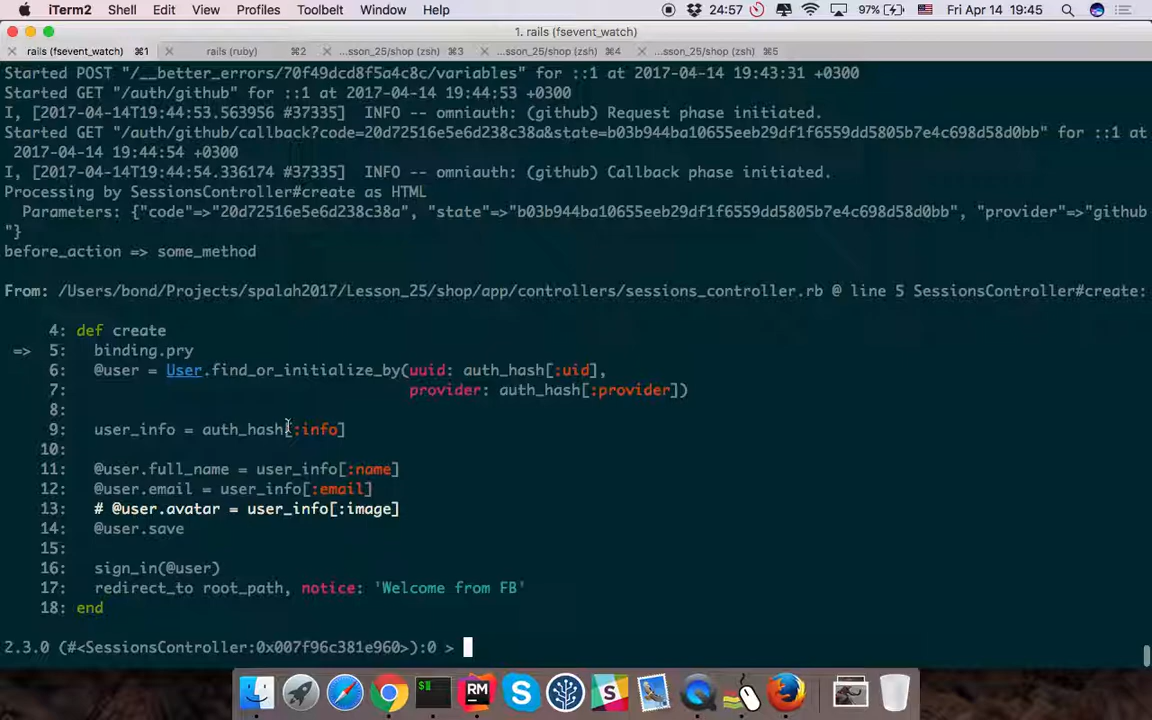 iTerm2 Shell Edit View Profiles Toolbelt Window Help 24:57 97% Fri Apr 14 19:45
1. rails (fsevent_watch)
rails (fsevent_watch) ⌘1 rails (ruby) ⌘2 ...sson_25/shop (zsh) ⌘3 ...sson_25/shop (zsh) ⌘4 ...sson_25/shop (zsh) ⌘5
Started POST "/__better_errors/70f49dcd8f5a4c8c/variables" for ::1 at 2017-04-14 19:43:31 +0300
Started GET "/auth/github" for ::1 at 2017-04-14 19:44:53 +0300
I, [2017-04-14T19:44:53.563956 #37335]  INFO -- omniauth: (github) Request phase initiated.
Started GET "/auth/github/callback?code=20d72516e5e6d238c38a&state=b03b944ba10655eeb29df1f6559dd5805b7e4c698d58d0bb" for ::1 at
2017-04-14 19:44:54 +0300
I, [2017-04-14T19:44:54.336174 #37335]  INFO -- omniauth: (github) Callback phase initiated.
Processing by SessionsController#create as HTML
Parameters: {"code"=>"20d72516e5e6d238c38a", "state"=>"b03b944ba10655eeb29df1f6559dd5805b7e4c698d58d0bb", "provider"=>"github
"}
before_action => some_method
From: /Users/bond/Projects/spalah2017/Lesson_25/shop/app/controllers/sessions_controller.rb @ line 5 SessionsController#create:
4: def create
=> 5: binding.pry
6: @user = User.find_or_initialize_by(uuid: auth_hash[:uid],
7: provider: auth_hash[:provider])
8:
9: user_info = auth_hash[:info]
10:
11: @user.full_name = user_info[:name]
12: @user.email = user_info[:email]
13: # @user.avatar = user_info[:image]
14: @user.save
15:
16: sign_in(@user)
17: redirect_to root_path, notice: 'Welcome from FB'
18: end
2.3.0 (#<SessionsController:0x007f96c381e960>):0 >
$
RM
S